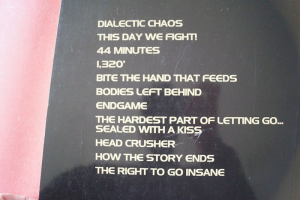 DIALECTIC CHAOS
THIS DAY WE FIGHT!
44 MINUTES
1,320'
BITE THE HAND THAT FEEDS
BODIES LEFT BEHIND
ENDGAME
THE HARDEST PART OF LETTING GO...
SEALED WITH A KISS
HEAD CRUSHER
HOW THE STORY ENDS
THE RIGHT TO GO INSANE